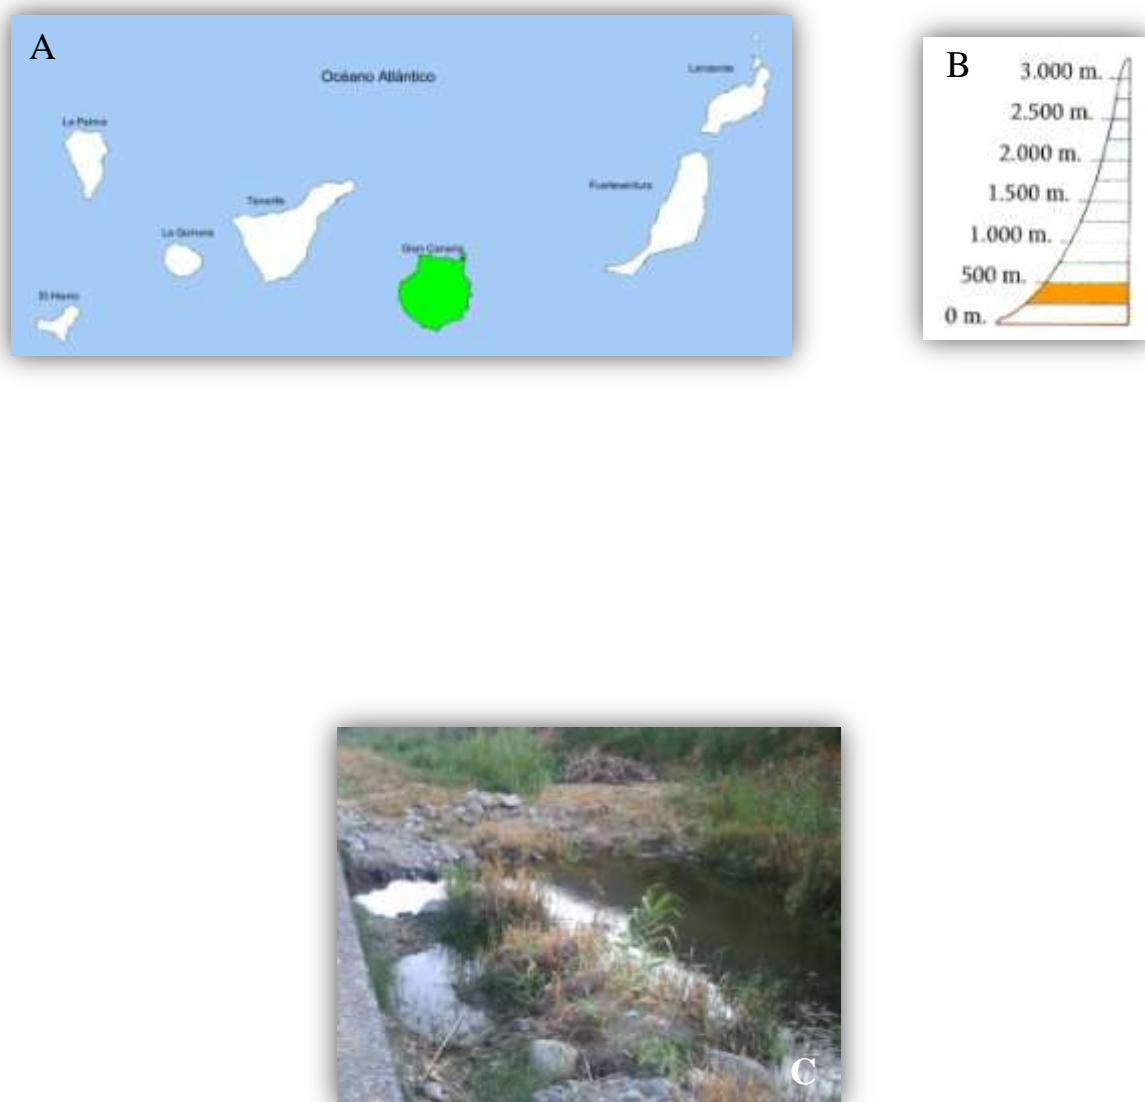 A
Océano Atlántico
Lanzarote
La Palma
Fuerteventura
Tenerife
La Gomera
Gran Canaria
El Hierro
B
3.000 m.
2.500 m.
2.000 m.
1.500 m.
1.000 m.
500 m.
0 m.
C